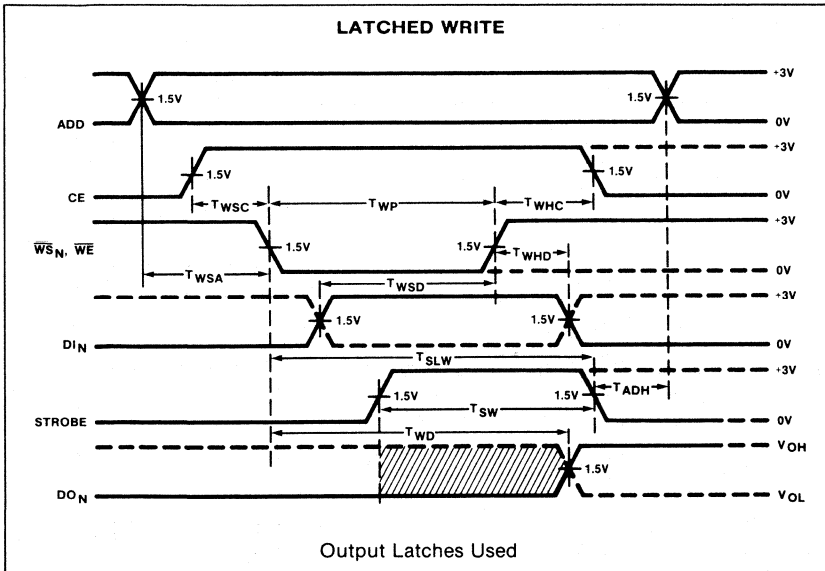 LATCHED WRITE
+3V
1.5V 1.5V
ADD 0V
+3V
1.5V 1.5V
CE 0V
TWSC TWP TWHC
+3V
W̅S̅N, W̅E̅ 1.5V 1.5V TWHD
0V
TWSA TWSD
+3V
1.5V 1.5V
DIN 0V
TSLW
+3V
TADH
1.5V 1.5V
TSW
STROBE 0V
TWD
VOH
1.5V
DON VOL
Output Latches Used